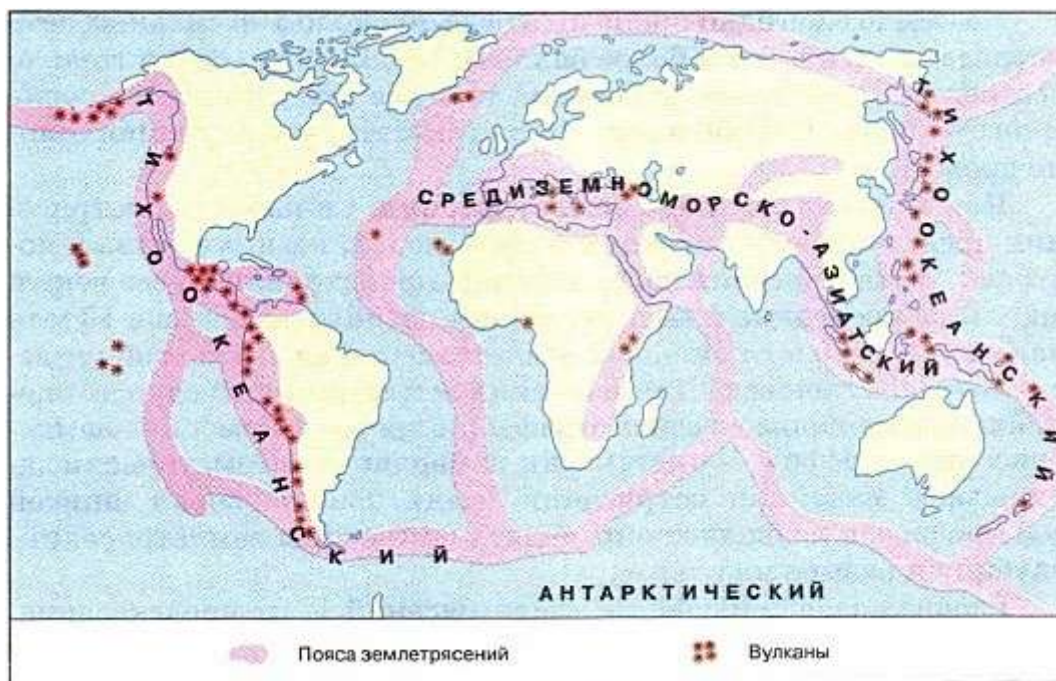 ТИХООКЕАНСКИЙ
СРЕДИЗЕМНОМОРСКО-АЗИАТСКИЙ
ТИХООКЕАНСКИЙ
АНТАРКТИЧЕСКИЙ
Пояса землетрясений
Вулканы